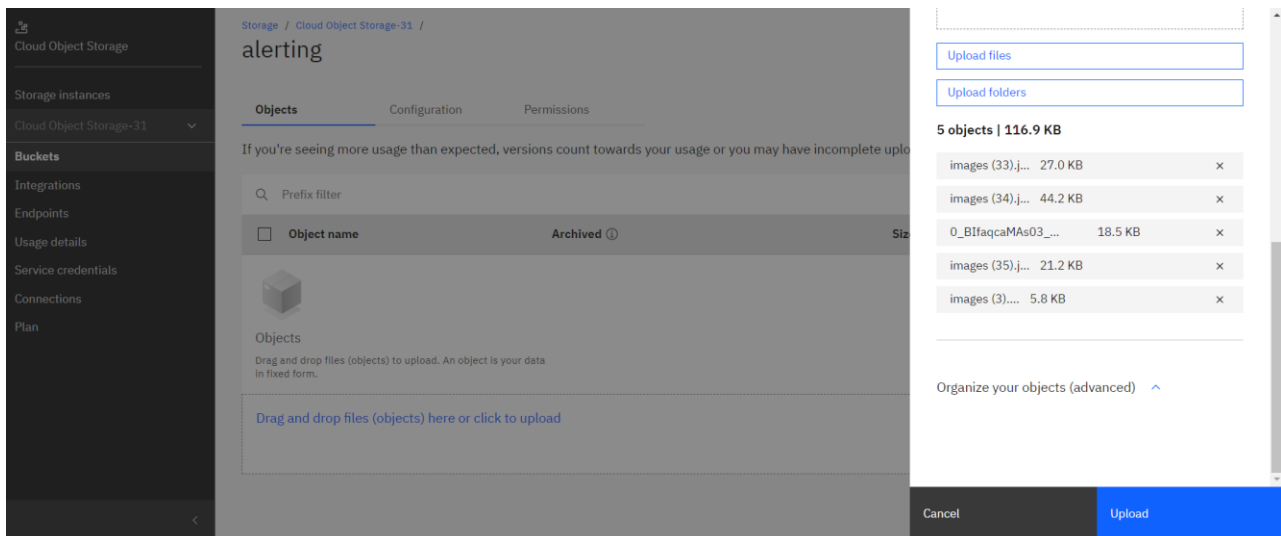 Cloud Object Storage
Storage instances
Cloud Object Storage-31
Buckets
Integrations
Endpoints
Usage details
Service credentials
Connections
Plan
Storage / Cloud Object Storage-31 /
alerting
Objects Configuration Permissions
If you're seeing more usage than expected, versions count towards your usage or you may have incomplete uplo
Prefix filter
Object name Archived Siz
Objects
Drag and drop files (objects) to upload. An object is your data
in fixed form.
Drag and drop files (objects) here or click to upload
Upload files
Upload folders
5 objects | 116.9 KB
images (33).j... 27.0 KB ×
images (34).j... 44.2 KB ×
0_BIfaqcaMAs03_... 18.5 KB ×
images (35).j... 21.2 KB ×
images (3).... 5.8 KB ×
Organize your objects (advanced)
Cancel Upload